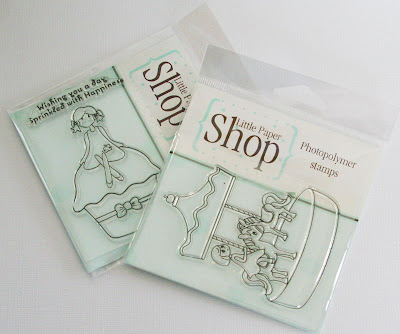 Wishing you a day
Sprinkled with Happiness
Little Paper
Shop
Little Paper
Shop
Photopolymer
stamps